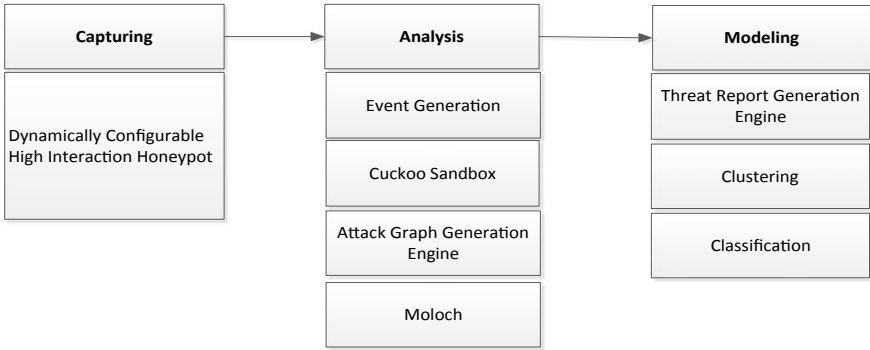 Capturing
Dynamically Configurable
High Interaction Honeypot
Analysis
Event Generation
Cuckoo Sandbox
Attack Graph Generation
Engine
Moloch
Modeling
Threat Report Generation
Engine
Clustering
Classification